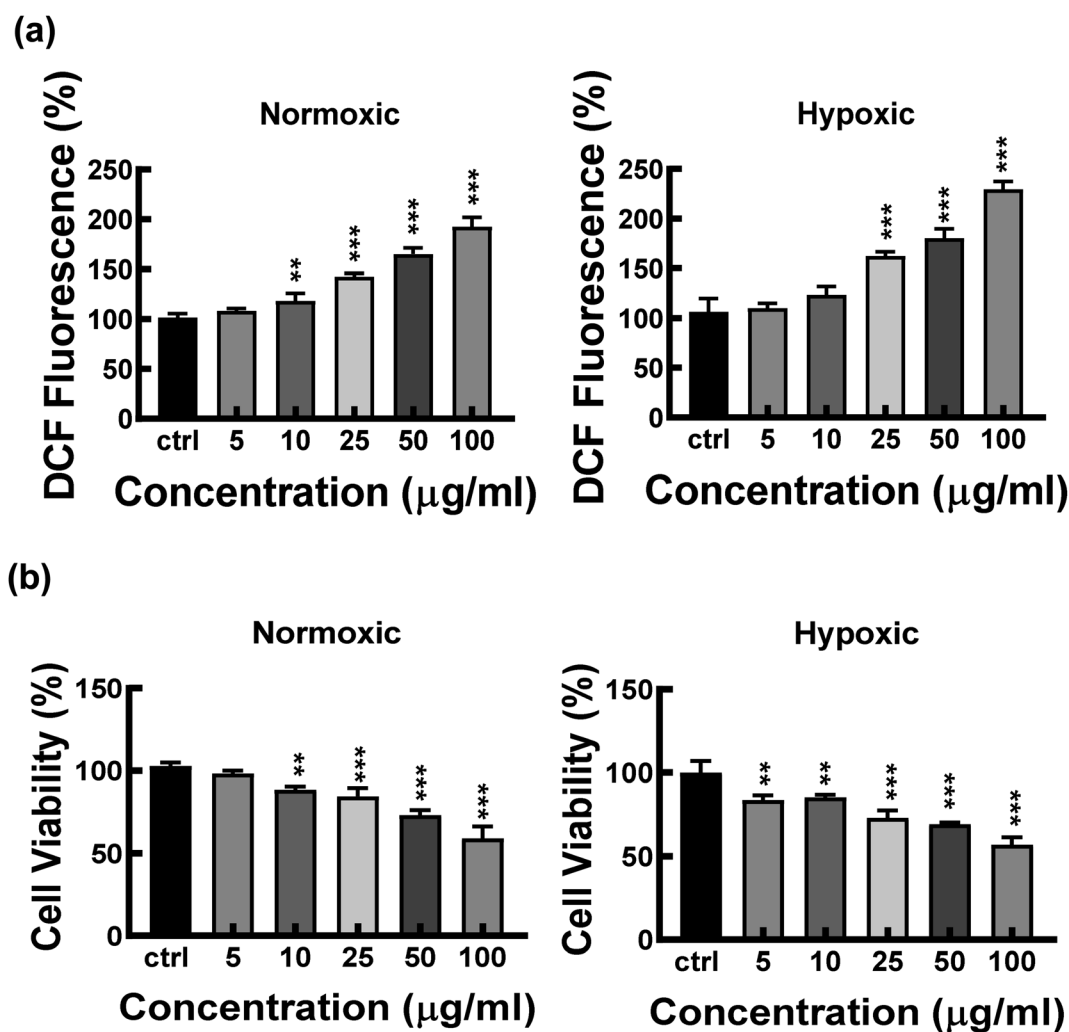 (a)
Normoxic
DCF Fluorescence (%)
250
200
150
100
50
0
** *** *** ***
ctrl 5 10 25 50 100
Concentration (μg/ml)
Hypoxic
DCF Fluorescence (%)
250
200
150
100
50
0
*** *** ***
ctrl 5 10 25 50 100
Concentration (μg/ml)
(b)
Normoxic
Cell Viability (%)
150
100
50
0
** *** *** ***
ctrl 5 10 25 50 100
Concentration (μg/ml)
Hypoxic
Cell Viability (%)
150
100
50
0
** ** *** *** ***
ctrl 5 10 25 50 100
Concentration (μg/ml)